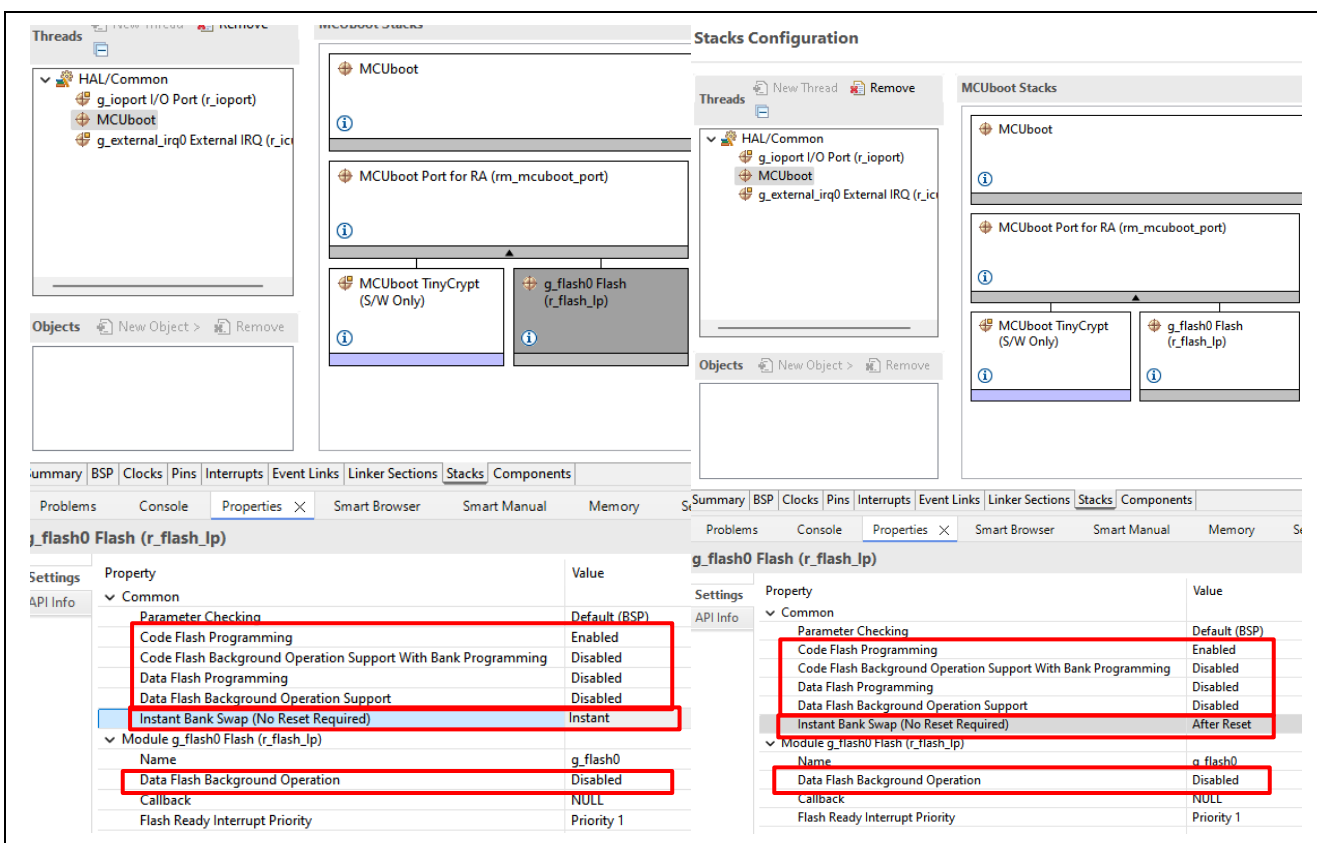 New Thread Remove
Threads
MCUboot Stacks
HAL/Common
g_ioport I/O Port (r_ioport)
MCUboot
g_external_irq0 External IRQ (r_icu
MCUboot
MCUboot Port for RA (rm_mcuboot_port)
MCUboot TinyCrypt
(S/W Only)
g_flash0 Flash
(r_flash_lp)
Objects New Object > Remove
Summary BSP Clocks Pins Interrupts Event Links Linker Sections Stacks Components
Problems Console Properties Smart Browser Smart Manual Memory
g_flash0 Flash (r_flash_lp)
Settings
API Info
Property Value
Common
Parameter Checking Default (BSP)
Code Flash Programming Enabled
Code Flash Background Operation Support With Bank Programming Disabled
Data Flash Programming Disabled
Data Flash Background Operation Support Disabled
Instant Bank Swap (No Reset Required) Instant
Module g_flash0 Flash (r_flash_lp)
Name g_flash0
Data Flash Background Operation Disabled
Callback NULL
Flash Ready Interrupt Priority Priority 1
Stacks Configuration
New Thread Remove
Threads
MCUboot Stacks
HAL/Common
g_ioport I/O Port (r_ioport)
MCUboot
g_external_irq0 External IRQ (r_icu
MCUboot
MCUboot Port for RA (rm_mcuboot_port)
MCUboot TinyCrypt
(S/W Only)
g_flash0 Flash
(r_flash_lp)
Objects New Object > Remove
Summary BSP Clocks Pins Interrupts Event Links Linker Sections Stacks Components
Problems Console Properties Smart Browser Smart Manual Memory
g_flash0 Flash (r_flash_lp)
Settings
API Info
Property Value
Common
Parameter Checking Default (BSP)
Code Flash Programming Enabled
Code Flash Background Operation Support With Bank Programming Disabled
Data Flash Programming Disabled
Data Flash Background Operation Support Disabled
Instant Bank Swap (No Reset Required) After Reset
Module g_flash0 Flash (r_flash_lp)
Name g_flash0
Data Flash Background Operation Disabled
Callback NULL
Flash Ready Interrupt Priority Priority 1